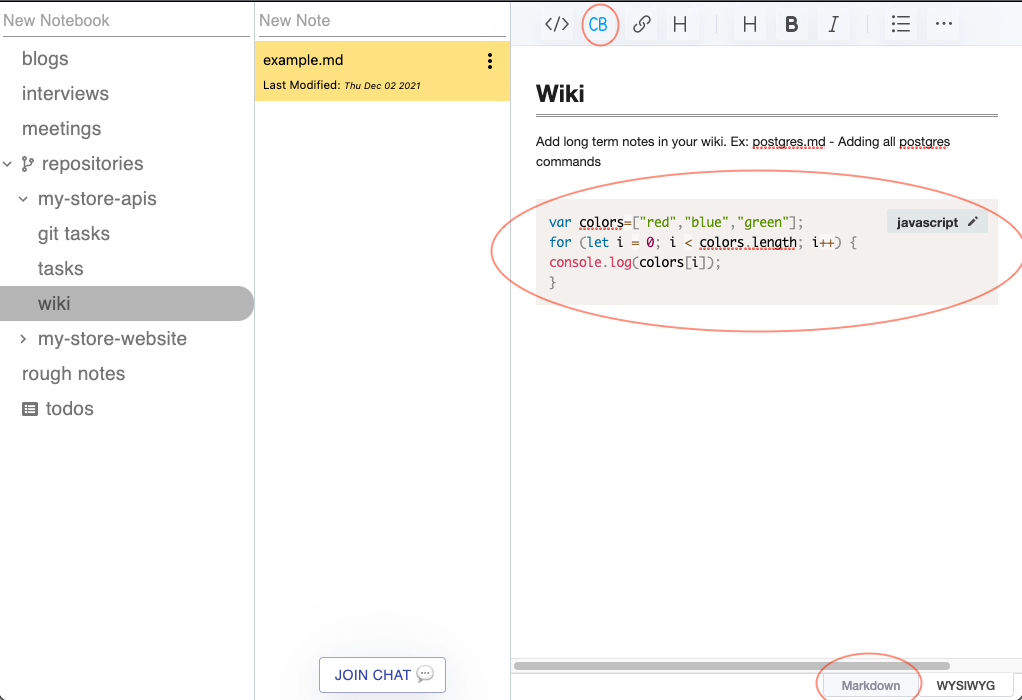 New Notebook
blogs
interviews
meetings
repositories
my-store-apis
git tasks
tasks
wiki
my-store-website
rough notes
todos
New Note
example.md
Last Modified: Thu Dec 02 2021
JOIN CHAT
</> CB H H B I
Wiki
Add long term notes in your wiki. Ex: postgres.md - Adding all postgres
commands
javascript
var colors=["red","blue","green"];
for (let i = 0; i < colors.length; i++) {
console.log(colors[i]);
}
Markdown WYSIWYG